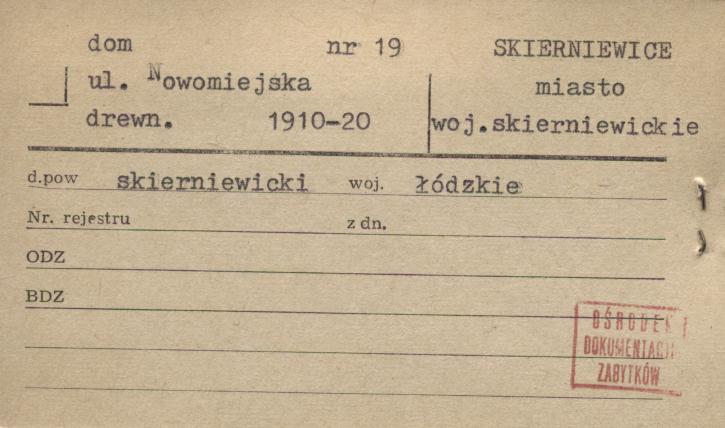 dom nr 19 SKIERNIEWICE
ul. Nowomiejska miasto
drewn. 1910-20 woj.skierniewickie
d.pow skierniewicki woj. łódzkie
Nr. rejestru z dn.
ODZ
BDZ
OŚRODEK
DOKUMENTACJI
ZABYTKÓW